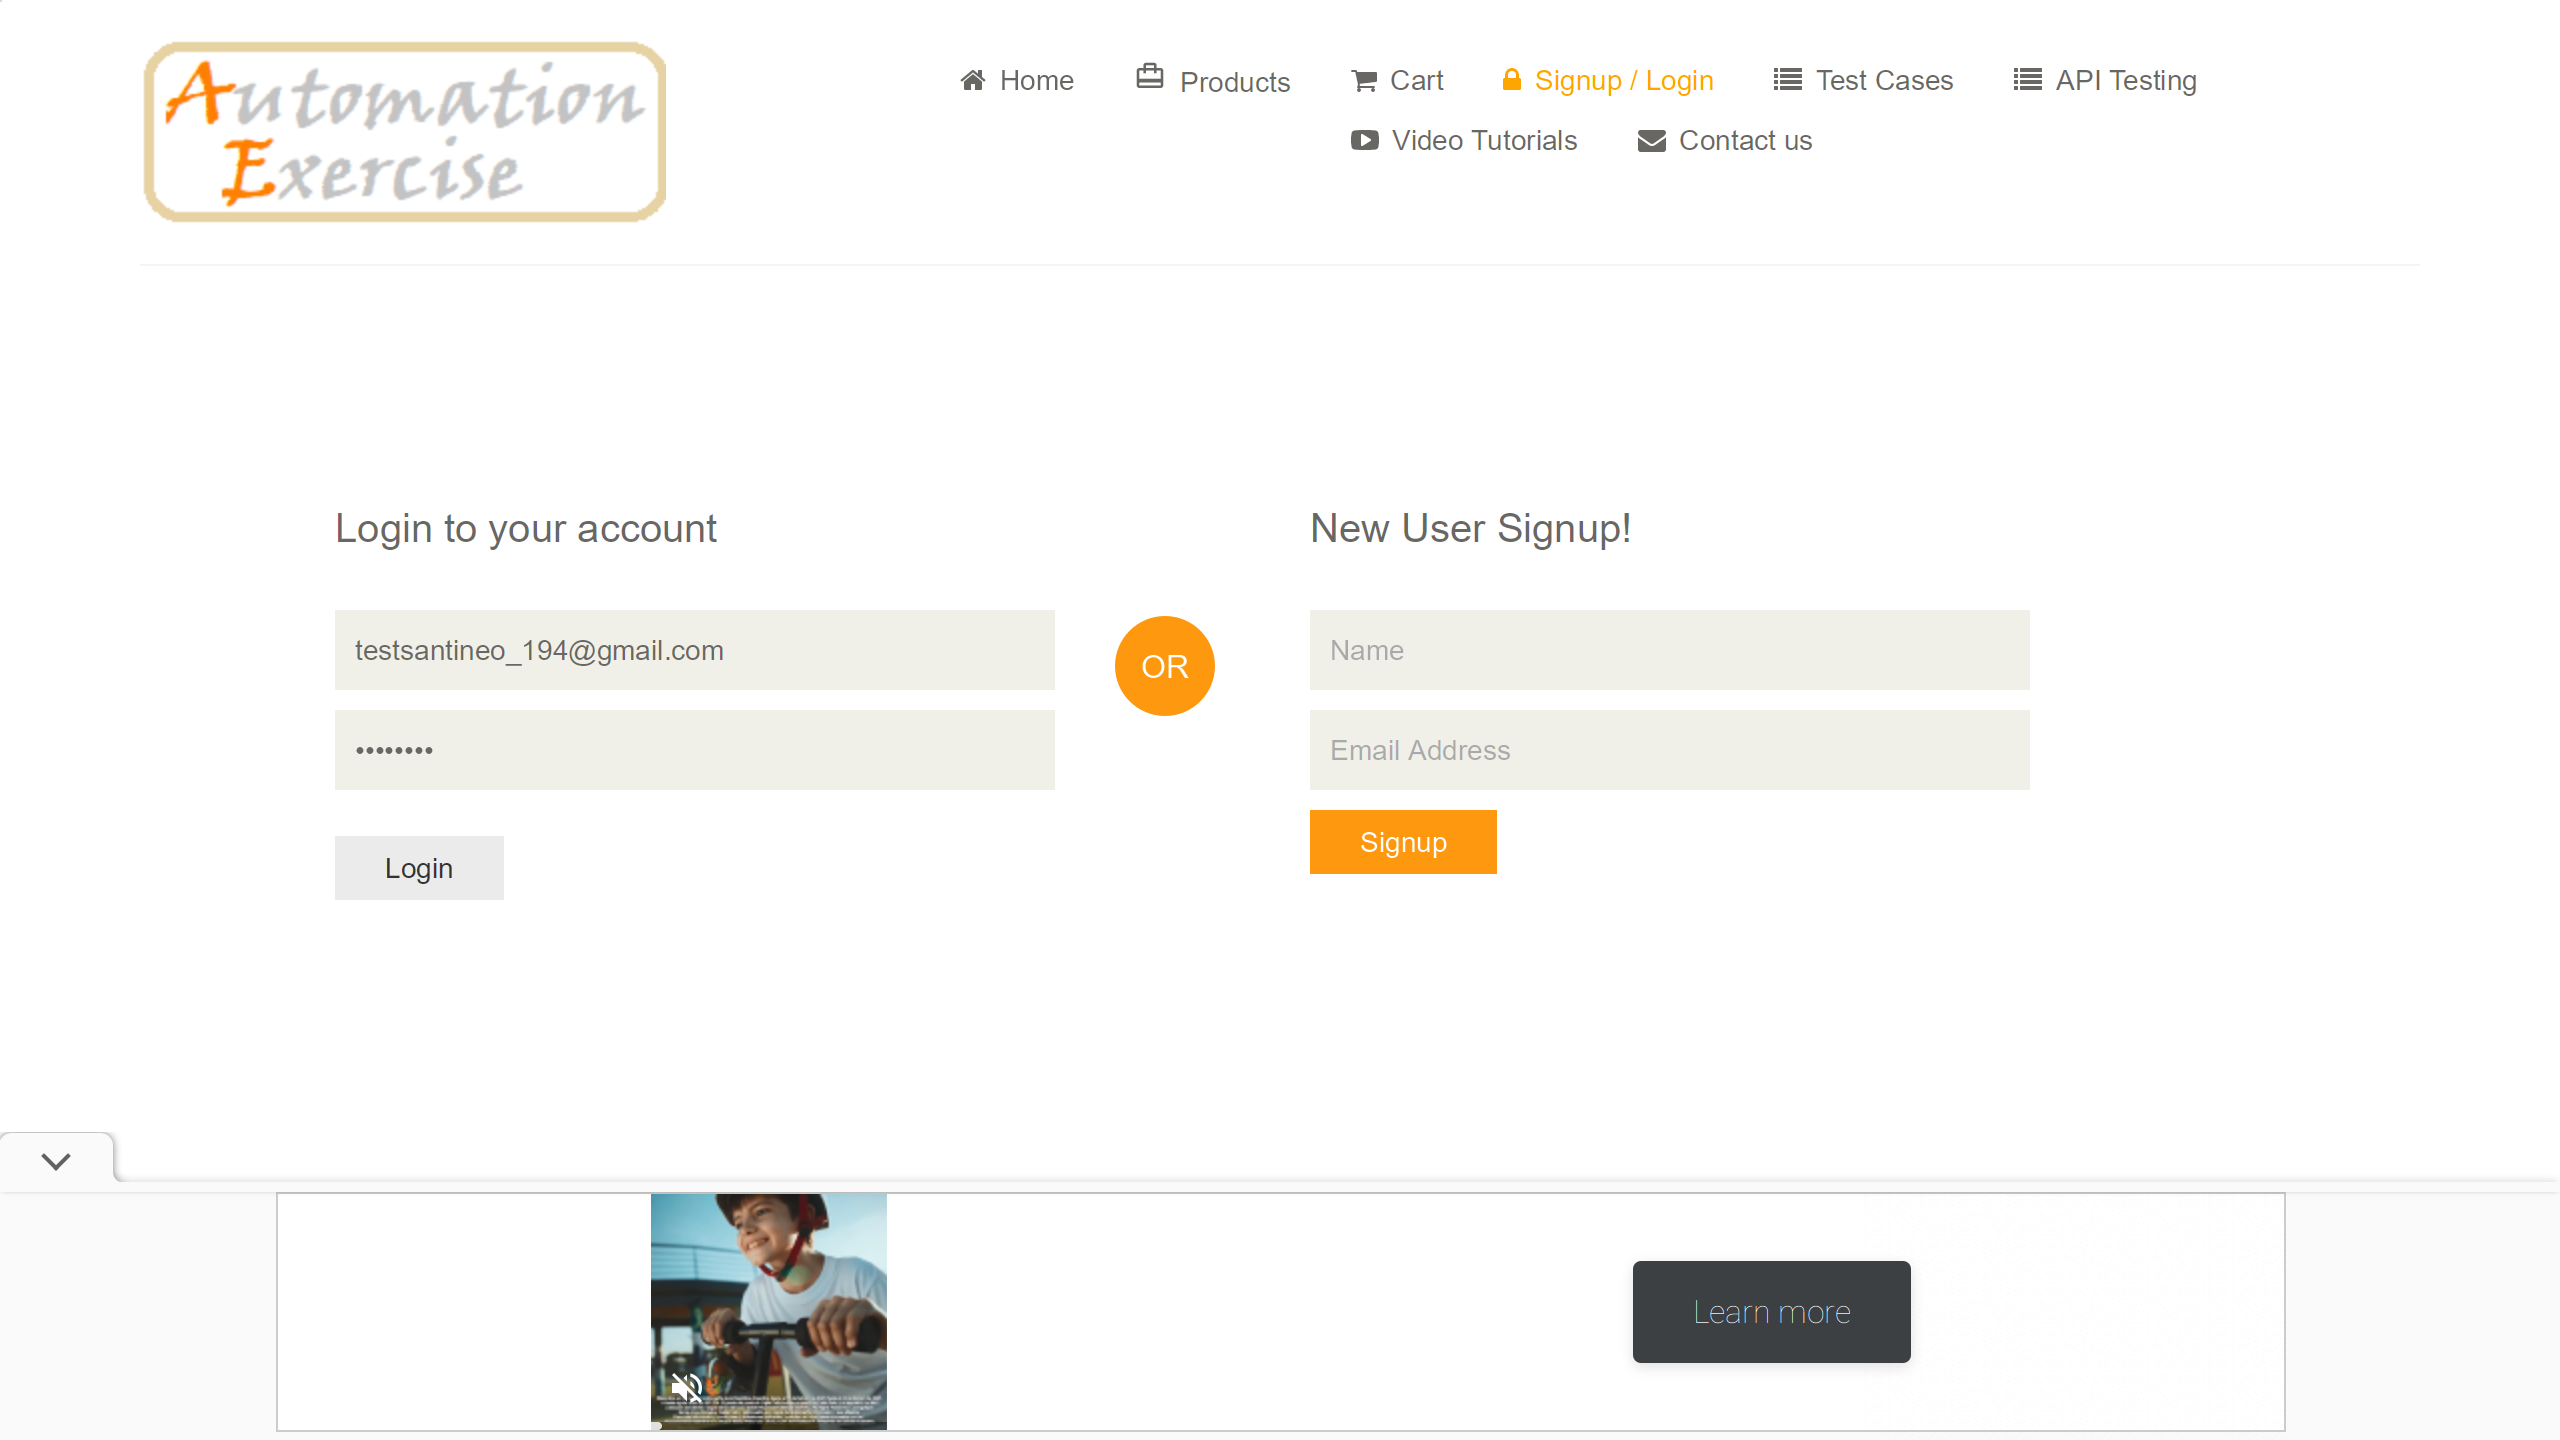 Automation
Exercise
Home
Products
Cart
Signup / Login
Test Cases
API Testing
Video Tutorials
Contact us
Login to your account
New User Signup!
testsantineo_194@gmail.com
OR
Name
••••••••
Email Address
Login
Signup
Learn more